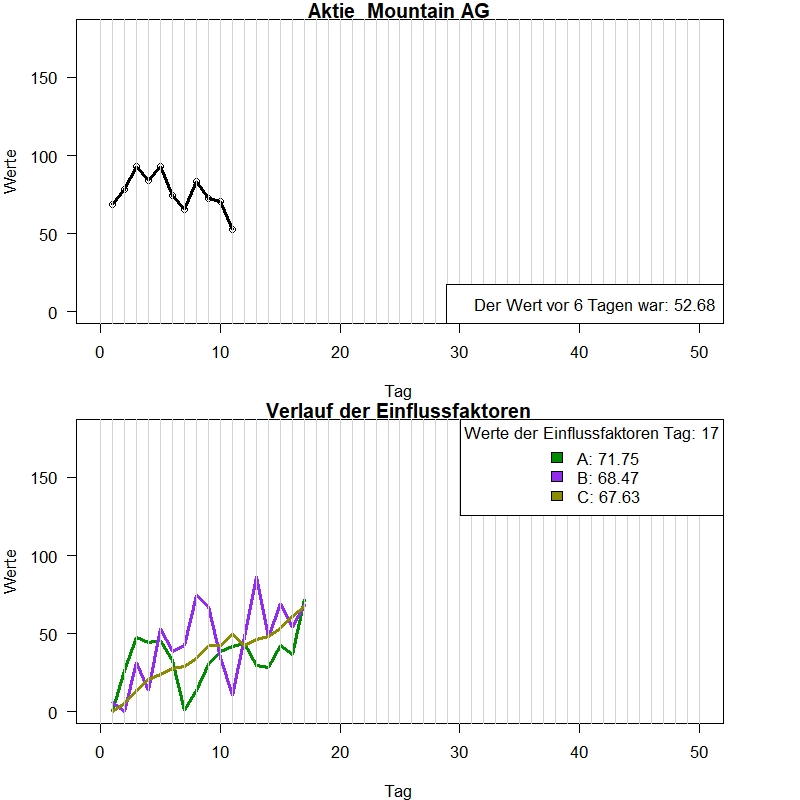 Aktie  Mountain AG
Werte
150
100
50
0
Der Wert vor 6 Tagen war: 52.68
0 10 20 30 40 50
Tag
Verlauf der Einflussfaktoren
Werte
150
100
50
0
Werte der Einflussfaktoren Tag: 17
A: 71.75
B: 68.47
C: 67.63
0 10 20 30 40 50
Tag